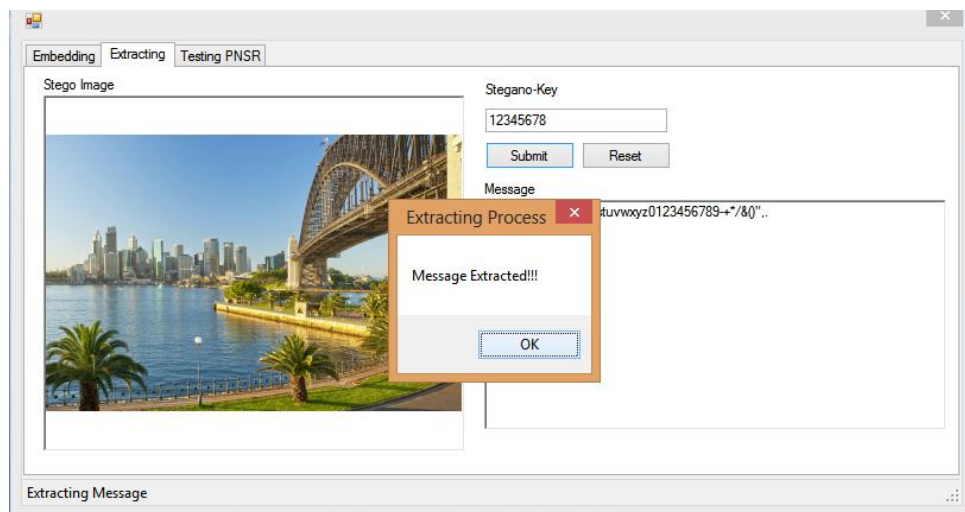 Embedding Extracting Testing PNSR
Stego Image
Stegano-Key
12345678
Submit Reset
Message
tuvwxyz0123456789-+*/&()",.
Extracting Process
Message Extracted!!!
OK
Extracting Message